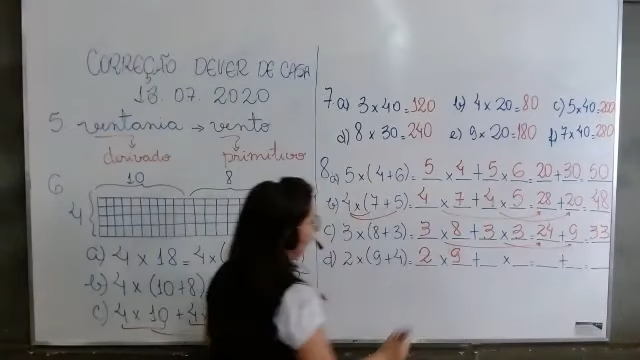 CORREÇÃO DEVER DE CASA
13.07.2020
5 ventania → vento
derivado primitivo
6
10 8
4
a) 4 x 18 = 4 x (
b) 4 x (10+8)
c) 4 x 10 + 4
7 a) 3 x 40 = 120 b) 4 x 20 = 80 c) 5 x 40 = 200
d) 8 x 30 = 240 e) 9 x 20 = 180 f) 7 x 40 = 280
8 a) 5 x (4+6) = 5 x 4 + 5 x 6 = 20 + 30 = 50
b) 4 x (7+5) = 4 x 7 + 4 x 5 = 28 + 20 = 48
c) 3 x (8+3) = 3 x 8 + 3 x 3 = 24 + 9 = 33
d) 2 x (9+4) = 2 x 9 + __ x __ = __ + __ = __